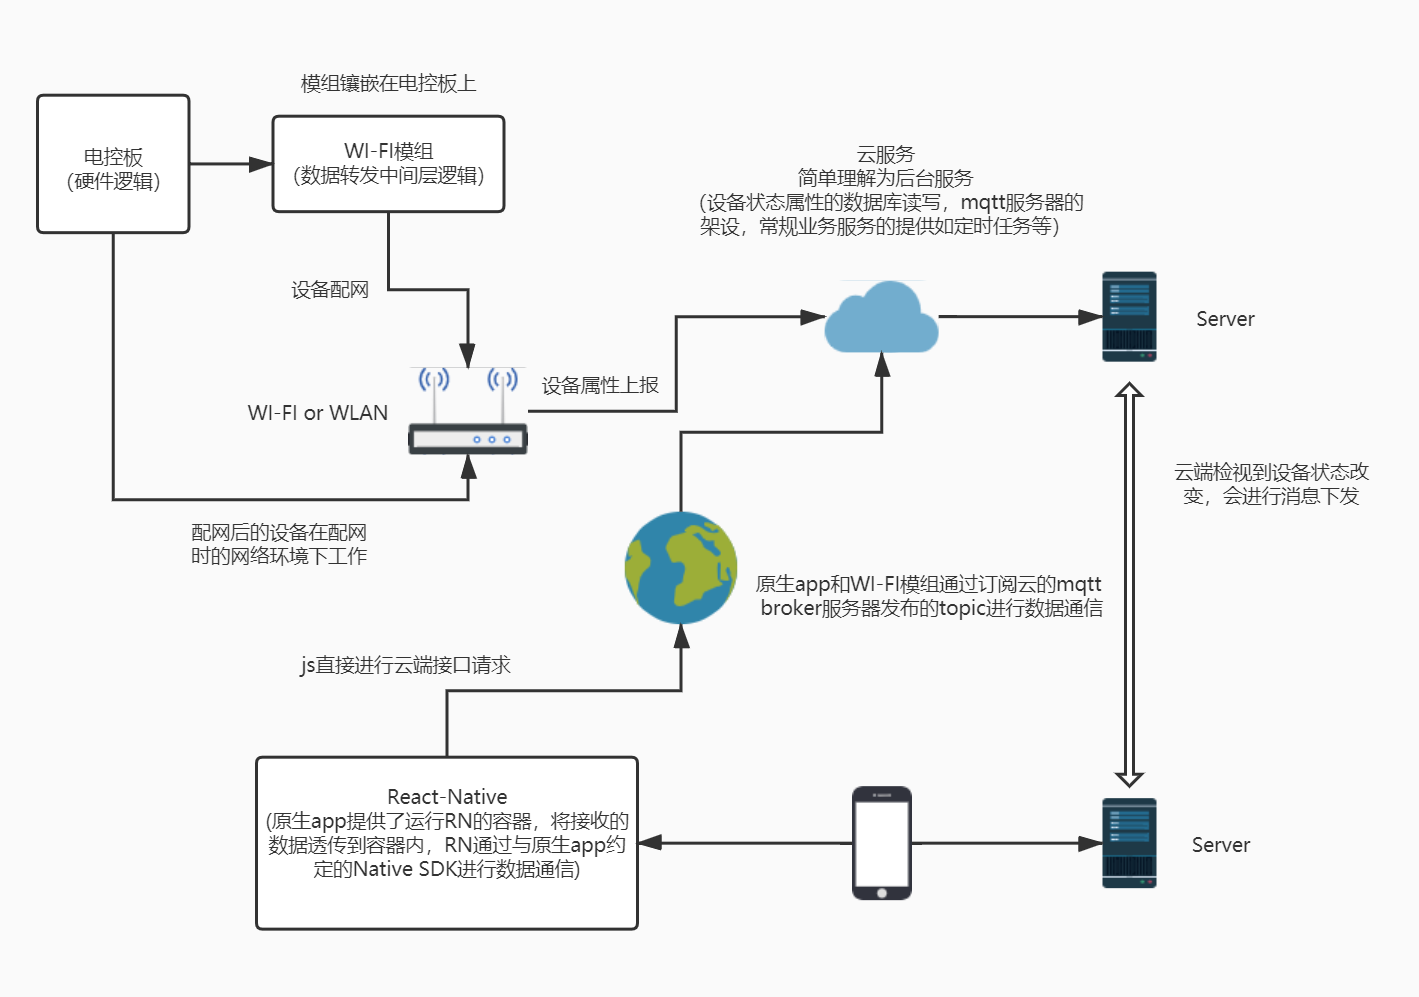 模组镶嵌在电控板上
电控板
（硬件逻辑）
WI-FI模组
（数据转发中间层逻辑）
云服务
简单理解为后台服务
（设备状态属性的数据库读写，mqtt服务器的
架设，常规业务服务的提供如定时任务等）
设备配网
Server
设备属性上报
WI-FI or WLAN
云端检视到设备状态改
变，会进行消息下发
配网后的设备在配网
时的网络环境下工作
原生app和WI-FI模组通过订阅云的mqtt
broker服务器发布的topic进行数据通信
js直接进行云端接口请求
React-Native
(原生app提供了运行RN的容器，将接收的
数据透传到容器内，RN通过与原生app约
定的Native SDK进行数据通信)
Server